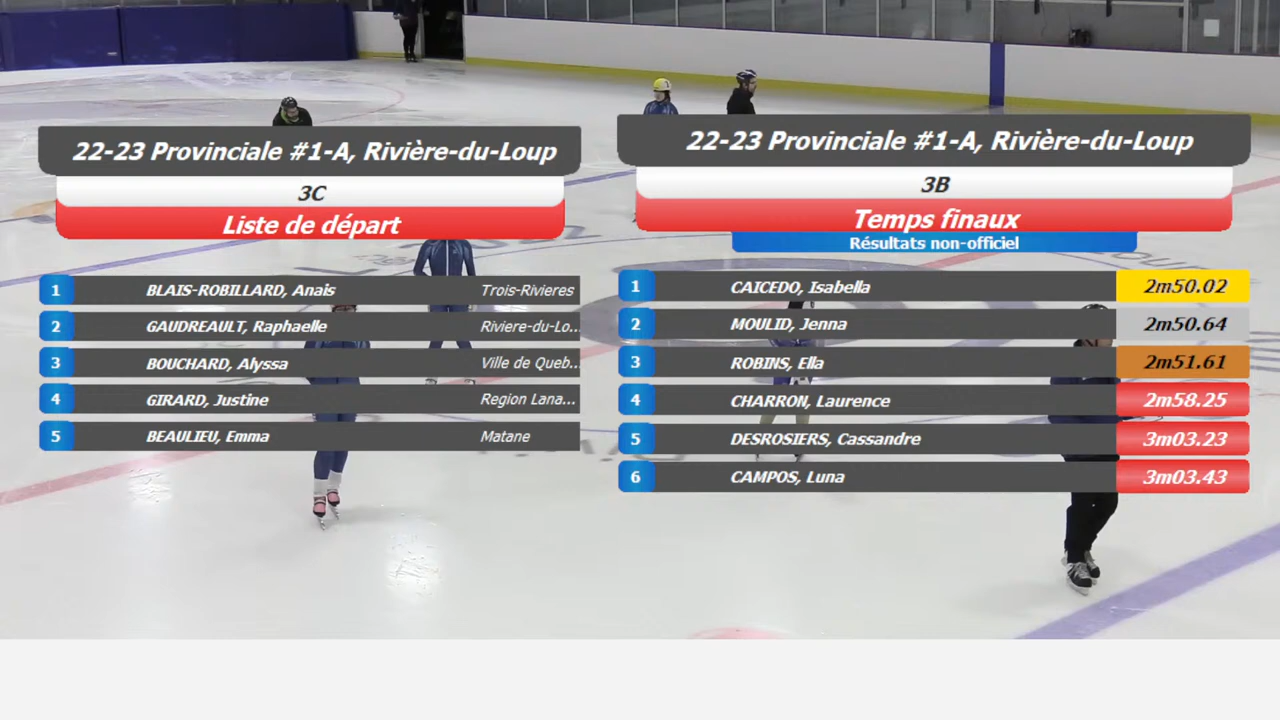 22-23 Provinciale #1-A, Rivière-du-Loup
3C
Liste de départ
1 BLAIS-ROBILLARD, Anais Trois-Rivieres
2 GAUDREAULT, Raphaelle Riviere-du-Lo...
3 BOUCHARD, Alyssa Ville de Queb...
4 GIRARD, Justine Region Lana...
5 BEAULIEU, Emma Matane
22-23 Provinciale #1-A, Rivière-du-Loup
3B
Temps finaux
Résultats non-officiel
1 CAICEDO, Isabella 2m50.02
2 MOULID, Jenna 2m50.64
3 ROBINS, Ella 2m51.61
4 CHARRON, Laurence 2m58.25
5 DESROSIERS, Cassandre 3m03.23
6 CAMPOS, Luna 3m03.43